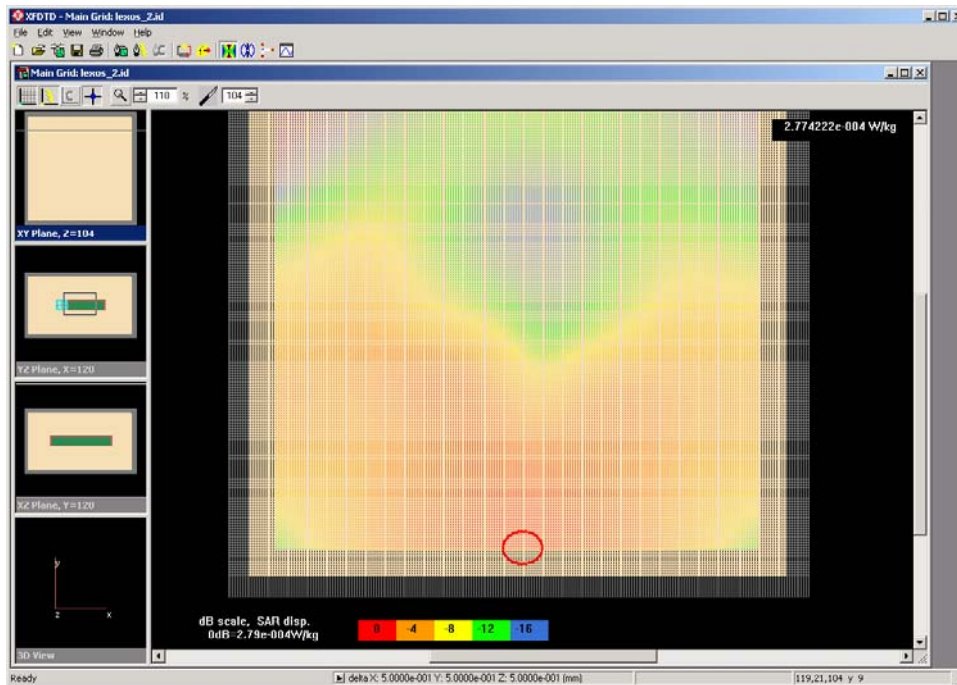 XFDTD - Main Grid: lexus_2.id
File Edit View Window Help
Main Grid: lexus_2.id
110 % 104
2.774222e-004 W/kg
XY Plane, Z=104
YZ Plane, X=120
XZ Plane, Y=120
y
z x
3D View
dB scale, SAR disp.
0dB=2.79e-004W/kg
0 -4 -8 -12 -16
Ready
delta X: 5.0000e-001 Y: 5.0000e-001 Z: 5.0000e-001 (mm)
119,21,104 y 9